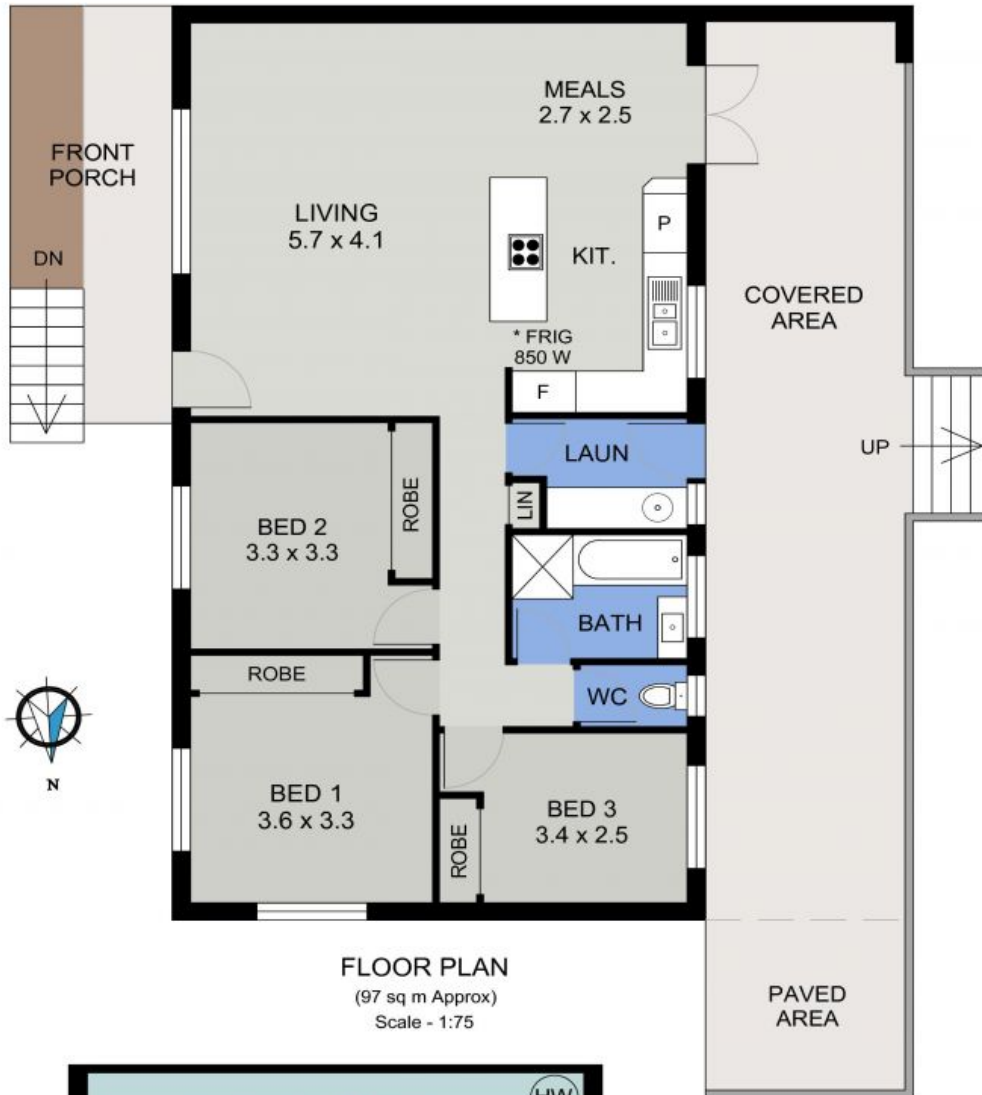 MEALS
2.7 x 2.5
FRONT
PORCH
LIVING
5.7 x 4.1
P
KIT.
DN
COVERED
AREA
* FRIG
850 W
F
LAUN
UP
ROBE
LIN
BED 2
3.3 x 3.3
BATH
ROBE
WC
N
BED 1
3.6 x 3.3
BED 3
3.4 x 2.5
ROBE
FLOOR PLAN
(97 sq m Approx)
Scale - 1:75
PAVED
AREA
HW